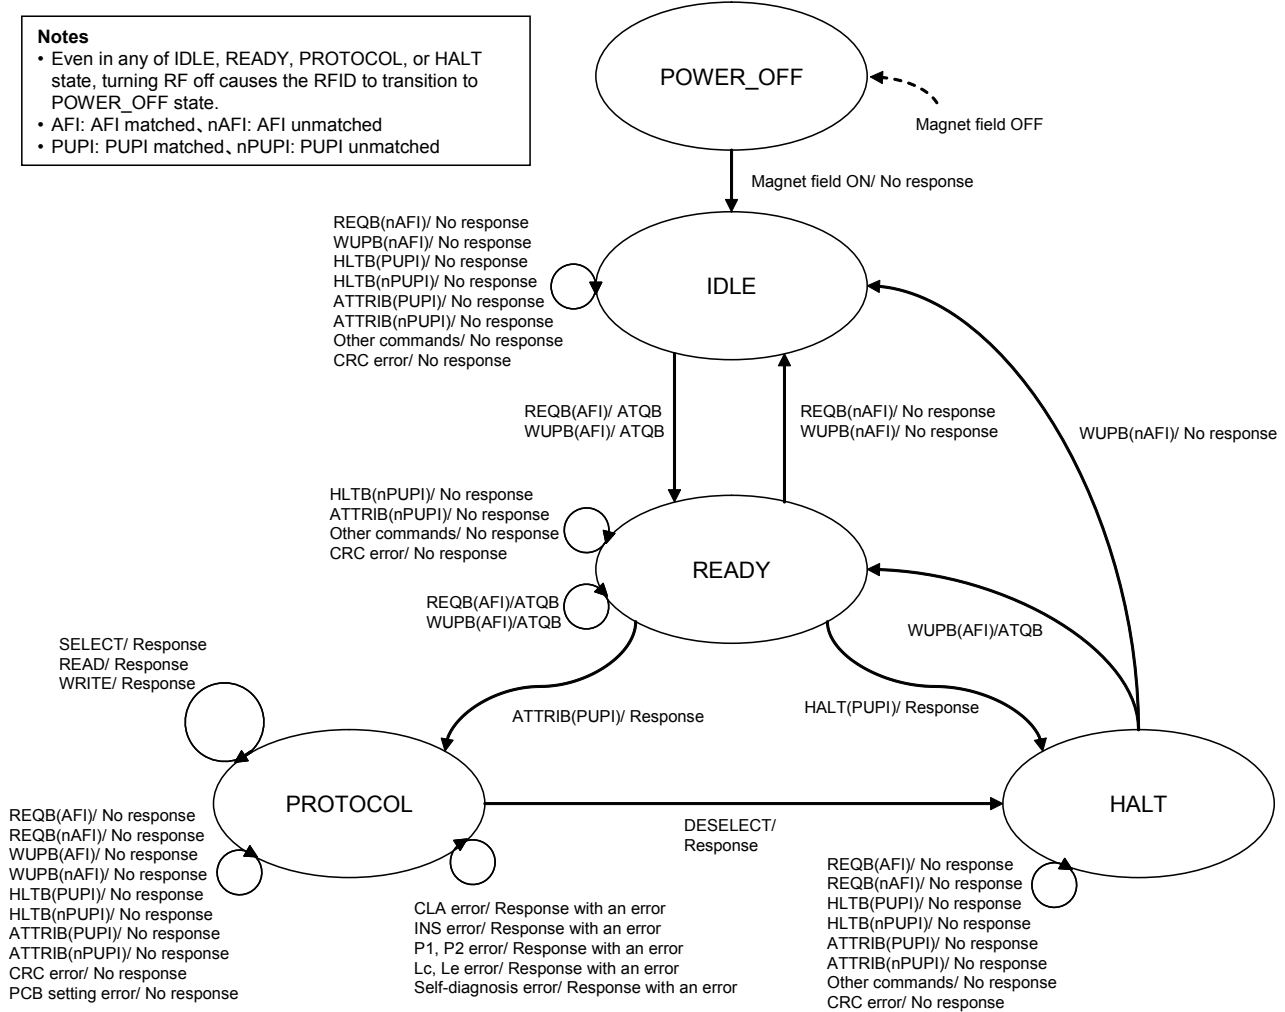 Notes
• Even in any of IDLE, READY, PROTOCOL, or HALT
state, turning RF off causes the RFID to transition to
POWER_OFF state.
• AFI: AFI matched、nAFI: AFI unmatched
• PUPI: PUPI matched、nPUPI: PUPI unmatched
POWER_OFF
Magnet field OFF
Magnet field ON/ No response
REQB(nAFI)/ No response
WUPB(nAFI)/ No response
HLTB(PUPI)/ No response
HLTB(nPUPI)/ No response
ATTRIB(PUPI)/ No response
ATTRIB(nPUPI)/ No response
Other commands/ No response
CRC error/ No response
IDLE
REQB(AFI)/ ATQB
WUPB(AFI)/ ATQB
REQB(nAFI)/ No response
WUPB(nAFI)/ No response
WUPB(nAFI)/ No response
HLTB(nPUPI)/ No response
ATTRIB(nPUPI)/ No response
Other commands/ No response
CRC error/ No response
READY
REQB(AFI)/ATQB
WUPB(AFI)/ATQB
WUPB(AFI)/ATQB
SELECT/ Response
READ/ Response
WRITE/ Response
ATTRIB(PUPI)/ Response
HALT(PUPI)/ Response
PROTOCOL
HALT
DESELECT/
Response
REQB(AFI)/ No response
REQB(nAFI)/ No response
WUPB(AFI)/ No response
WUPB(nAFI)/ No response
HLTB(PUPI)/ No response
HLTB(nPUPI)/ No response
ATTRIB(PUPI)/ No response
ATTRIB(nPUPI)/ No response
CRC error/ No response
PCB setting error/ No response
CLA error/ Response with an error
INS error/ Response with an error
P1, P2 error/ Response with an error
Lc, Le error/ Response with an error
Self-diagnosis error/ Response with an error
REQB(AFI)/ No response
REQB(nAFI)/ No response
HLTB(PUPI)/ No response
HLTB(nPUPI)/ No response
ATTRIB(PUPI)/ No response
ATTRIB(nPUPI)/ No response
Other commands/ No response
CRC error/ No response